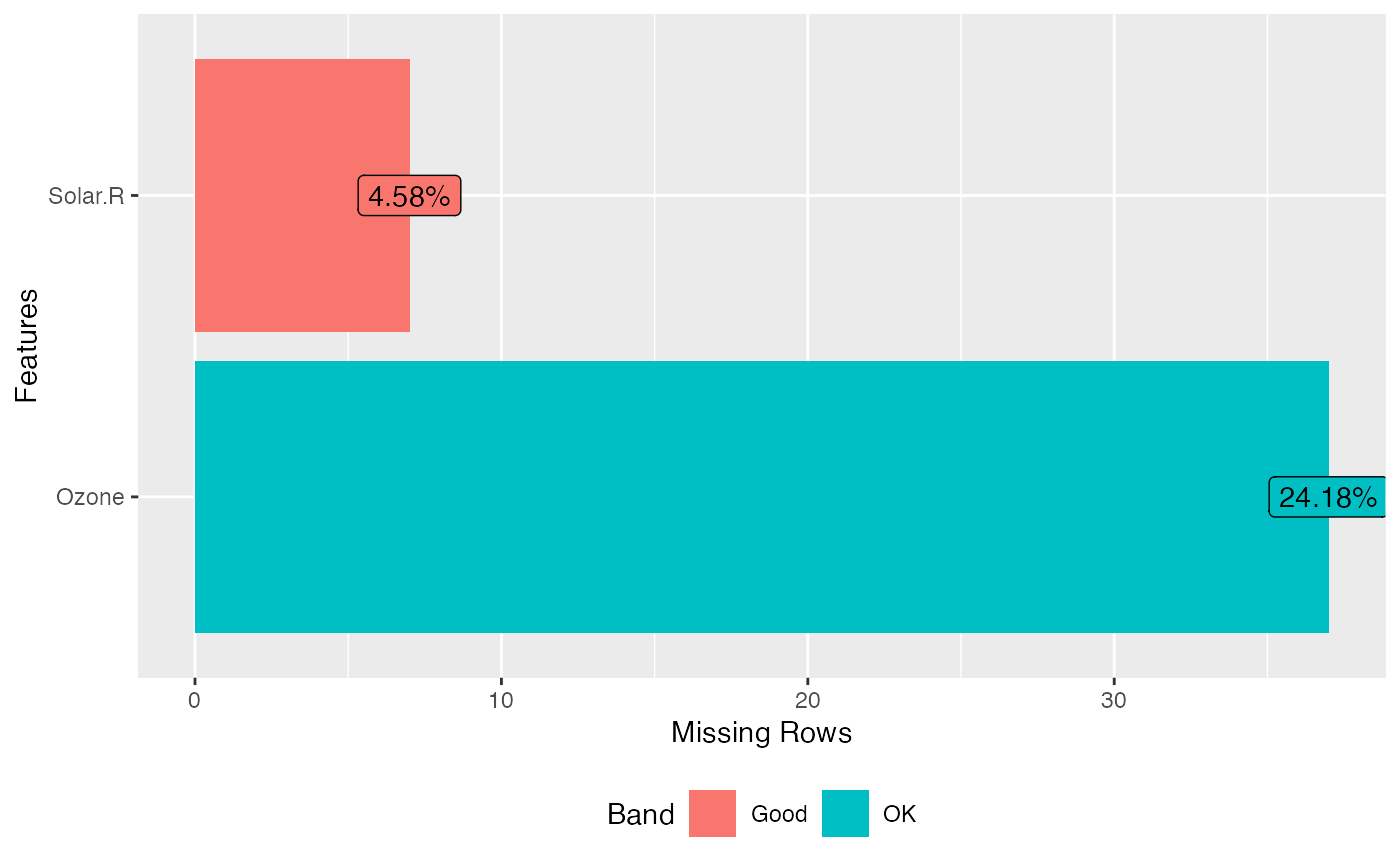 Solar.R
4.58%
Features
Ozone
24.18%
0 10 20 30
Missing Rows
Band Good OK